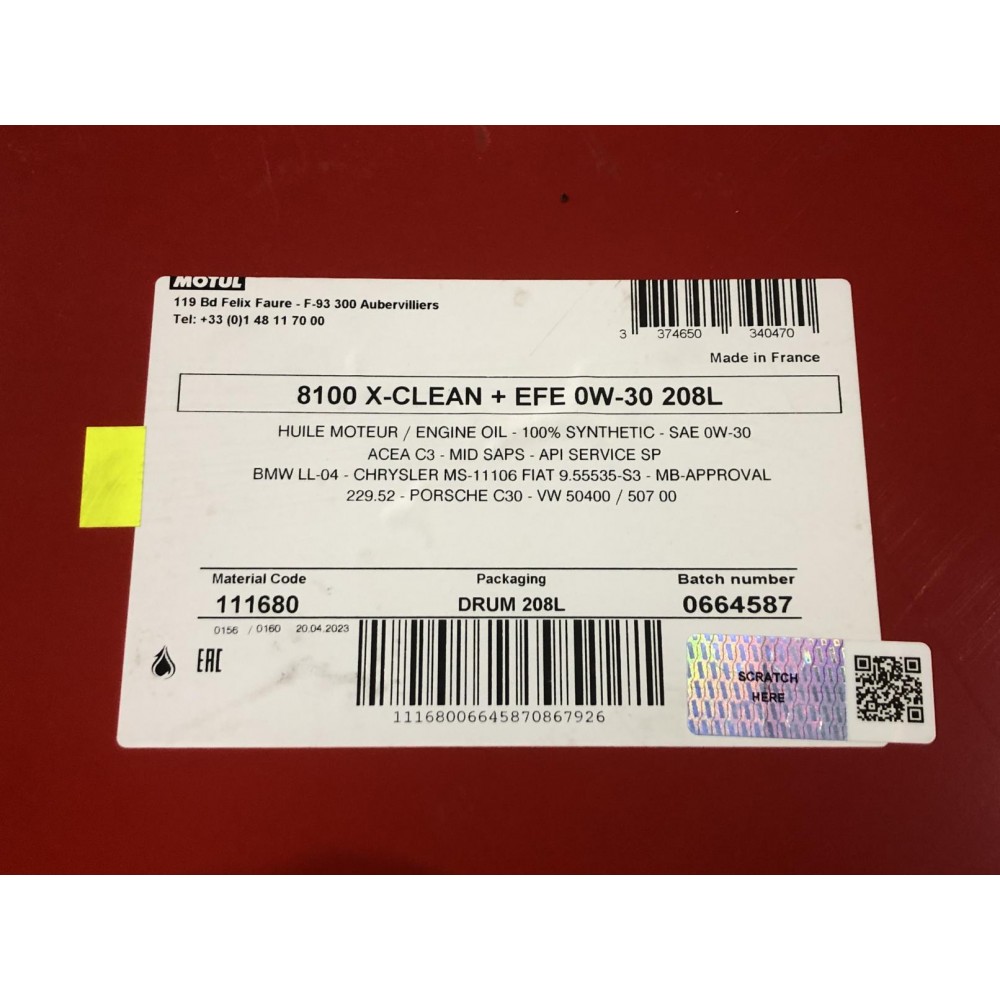 MOTUL
119 Bd Felix Faure - F-93 300 Aubervilliers
Tel: +33 (0)1 48 11 70 00
3 374650 340470
Made in France
8100 X-CLEAN + EFE 0W-30 208L
HUILE MOTEUR / ENGINE OIL - 100% SYNTHETIC - SAE 0W-30
ACEA C3 - MID SAPS - API SERVICE SP
BMW LL-04 - CHRYSLER MS-11106 FIAT 9.55535-S3 - MB-APPROVAL
229.52 - PORSCHE C30 - VW 50400 / 507 00
Material Code Packaging Batch number
111680 DRUM 208L 0664587
0156 / 0160 20.04.2023
EAC
11168006645870867926
SCRATCH
HERE